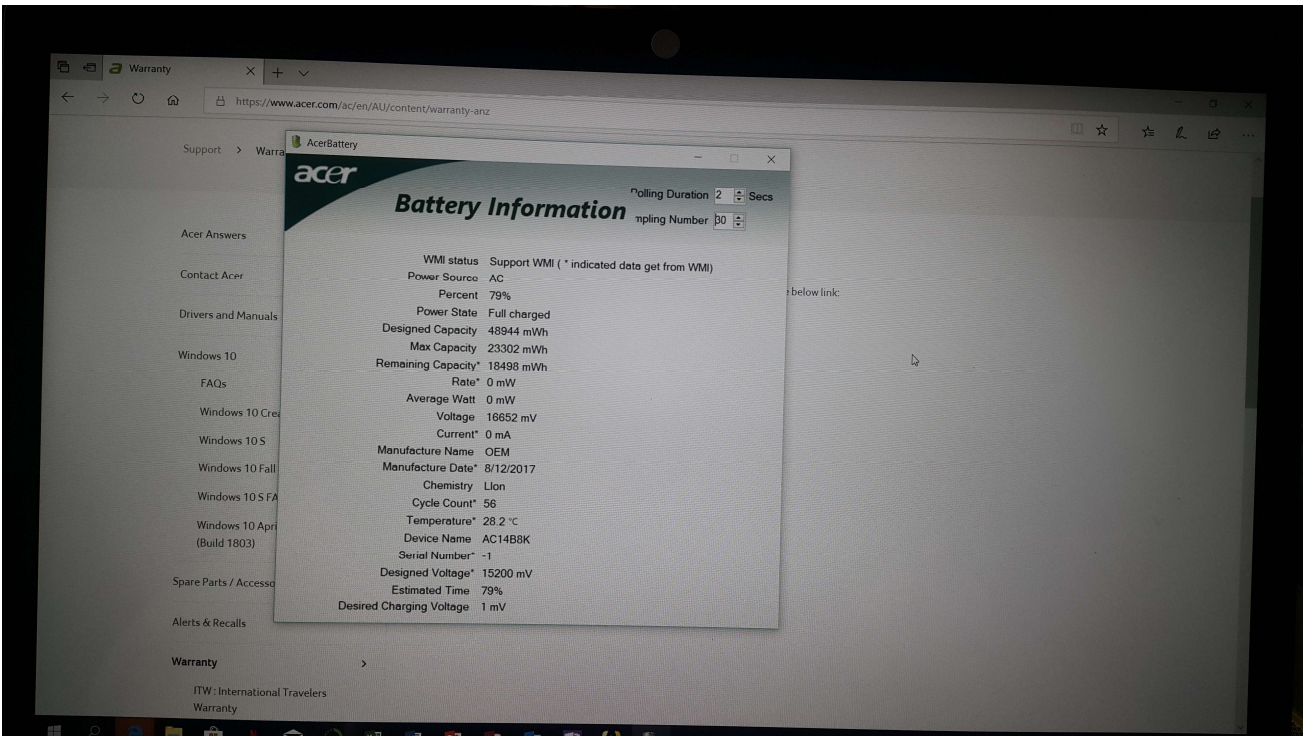 Warranty
https://www.acer.com/ac/en/AU/content/warranty-anz
Support > Warra
AcerBattery
acer
Battery Information
olling Duration 2 Secs
mpling Number 30
Acer Answers
Contact Acer
Drivers and Manuals
Windows 10
FAQs
Windows 10 Crea
Windows 10 S
Windows 10 Fall
Windows 10 S FA
Windows 10 Apri
(Build 1803)
Spare Parts / Accesso
Alerts & Recalls
Warranty >
ITW : International Travelers
Warranty
WMI status Support WMI ( * indicated data get from WMI)
Power Source AC
Percent 79%
Power State Full charged
Designed Capacity 48944 mWh
Max Capacity 23302 mWh
Remaining Capacity* 18498 mWh
Rate* 0 mW
Average Watt 0 mW
Voltage 16652 mV
Current* 0 mA
Manufacture Name OEM
Manufacture Date* 8/12/2017
Chemistry LIon
Cycle Count* 56
Temperature* 28.2 °C
Device Name AC14B8K
Serial Number* -1
Designed Voltage* 15200 mV
Estimated Time 79%
Desired Charging Voltage 1 mV
below link: